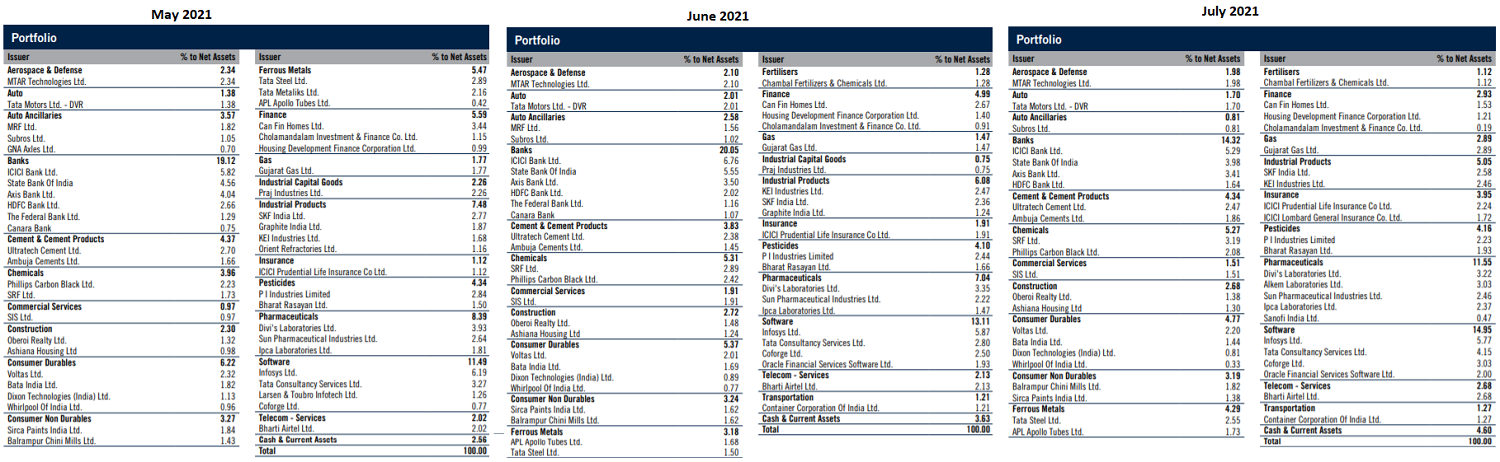 May 2021
Portfolio
Issuer % to Net Assets
Aerospace & Defense 2.34
MTAR Technologies Ltd. 2.34
Auto 1.38
Tata Motors Ltd. - DVR 1.38
Auto Ancillaries 3.57
MRF Ltd. 1.82
Subros Ltd. 1.05
GNA Axles Ltd. 0.70
Banks 19.12
ICICI Bank Ltd. 5.82
State Bank Of India 4.56
Axis Bank Ltd. 4.04
HDFC Bank Ltd. 2.66
The Federal Bank Ltd. 1.29
Canara Bank 0.75
Cement & Cement Products 4.37
Ultratech Cement Ltd. 2.70
Ambuja Cements Ltd. 1.66
Chemicals 3.96
Phillips Carbon Black Ltd. 2.23
SRF Ltd. 1.73
Commercial Services 0.97
SIS Ltd. 0.97
Construction 2.30
Oberoi Realty Ltd. 1.32
Ashiana Housing Ltd 0.98
Consumer Durables 6.22
Voltas Ltd. 2.32
Bata India Ltd. 1.82
Dixon Technologies (India) Ltd. 1.13
Whirlpool Of India Ltd. 0.96
Consumer Non Durables 3.27
Sirca Paints India Ltd. 1.84
Balrampur Chini Mills Ltd. 1.43
Issuer % to Net Assets
Ferrous Metals 5.47
Tata Steel Ltd. 2.89
Tata Metaliks Ltd. 2.16
APL Apollo Tubes Ltd. 0.42
Finance 5.59
Can Fin Homes Ltd. 3.44
Cholamandalam Investment & Finance Co. Ltd. 1.15
Housing Development Finance Corporation Ltd. 0.99
Gas 1.77
Gujarat Gas Ltd. 1.77
Industrial Capital Goods 2.26
Praj Industries Ltd. 2.26
Industrial Products 7.48
SKF India Ltd. 2.77
Graphite India Ltd. 1.87
KEI Industries Ltd. 1.68
Orient Refractories Ltd. 1.16
Insurance 1.12
ICICI Prudential Life Insurance Co Ltd. 1.12
Pesticides 4.34
P I Industries Limited 2.84
Bharat Rasayan Ltd. 1.50
Pharmaceuticals 8.39
Divi's Laboratories Ltd. 3.93
Sun Pharmaceutical Industries Ltd. 2.64
Ipca Laboratories Ltd. 1.81
Software 11.49
Infosys Ltd. 6.19
Tata Consultancy Services Ltd. 3.27
Larsen & Toubro Infotech Ltd. 1.26
Coforge Ltd. 0.77
Telecom - Services 2.02
Bharti Airtel Ltd. 2.02
Cash & Current Assets 2.56
Total 100.00
June 2021
Portfolio
Issuer % to Net Assets
Aerospace & Defense 2.10
MTAR Technologies Ltd. 2.10
Auto 2.01
Tata Motors Ltd. - DVR 2.01
Auto Ancillaries 2.58
MRF Ltd. 1.56
Subros Ltd. 1.02
Banks 20.05
ICICI Bank Ltd. 6.76
State Bank Of India 5.55
Axis Bank Ltd. 3.50
HDFC Bank Ltd. 2.02
The Federal Bank Ltd. 1.16
Canara Bank 1.07
Cement & Cement Products 3.83
Ultratech Cement Ltd. 2.38
Ambuja Cements Ltd. 1.45
Chemicals 5.31
SRF Ltd. 2.89
Phillips Carbon Black Ltd. 2.42
Commercial Services 1.91
SIS Ltd. 1.91
Construction 2.72
Oberoi Realty Ltd. 1.48
Ashiana Housing Ltd 1.24
Consumer Durables 5.37
Voltas Ltd. 2.01
Bata India Ltd. 1.69
Dixon Technologies (India) Ltd. 0.89
Whirlpool Of India Ltd. 0.77
Consumer Non Durables 3.24
Sirca Paints India Ltd. 1.62
Balrampur Chini Mills Ltd. 1.62
Ferrous Metals 3.18
APL Apollo Tubes Ltd. 1.68
Tata Steel Ltd. 1.50
Issuer % to Net Assets
Fertilisers 1.28
Chambal Fertilizers & Chemicals Ltd. 1.28
Finance 4.99
Can Fin Homes Ltd. 2.67
Housing Development Finance Corporation Ltd. 1.40
Cholamandalam Investment & Finance Co. Ltd. 0.91
Gas 1.47
Gujarat Gas Ltd. 1.47
Industrial Capital Goods 0.75
Praj Industries Ltd. 0.75
Industrial Products 6.08
KEI Industries Ltd. 2.47
SKF India Ltd. 2.36
Graphite India Ltd. 1.24
Insurance 1.91
ICICI Prudential Life Insurance Co Ltd. 1.91
Pesticides 4.10
P I Industries Limited 2.44
Bharat Rasayan Ltd. 1.66
Pharmaceuticals 7.04
Divi's Laboratories Ltd. 3.35
Sun Pharmaceutical Industries Ltd. 2.22
Ipca Laboratories Ltd. 1.47
Software 13.11
Infosys Ltd. 5.87
Tata Consultancy Services Ltd. 2.80
Coforge Ltd. 2.50
Oracle Financial Services Software Ltd. 1.93
Telecom - Services 2.13
Bharti Airtel Ltd. 2.13
Transportation 1.21
Container Corporation Of India Ltd. 1.21
Cash & Current Assets 3.63
Total 100.00
July 2021
Portfolio
Issuer % to Net Assets
Aerospace & Defense 1.98
MTAR Technologies Ltd. 1.98
Auto 1.70
Tata Motors Ltd. - DVR 1.70
Auto Ancillaries 0.81
Subros Ltd. 0.81
Banks 14.32
ICICI Bank Ltd. 5.29
State Bank Of India 3.98
Axis Bank Ltd. 3.41
HDFC Bank Ltd. 1.64
Cement & Cement Products 4.34
Ultratech Cement Ltd. 2.47
Ambuja Cements Ltd. 1.86
Chemicals 5.27
SRF Ltd. 3.19
Phillips Carbon Black Ltd. 2.08
Commercial Services 1.51
SIS Ltd. 1.51
Construction 2.68
Oberoi Realty Ltd. 1.38
Ashiana Housing Ltd 1.30
Consumer Durables 4.77
Voltas Ltd. 2.20
Bata India Ltd. 1.44
Dixon Technologies (India) Ltd. 0.81
Whirlpool Of India Ltd. 0.33
Consumer Non Durables 3.19
Balrampur Chini Mills Ltd. 1.82
Sirca Paints India Ltd. 1.38
Ferrous Metals 4.29
Tata Steel Ltd. 2.55
APL Apollo Tubes Ltd. 1.73
Issuer % to Net Assets
Fertilisers 1.12
Chambal Fertilizers & Chemicals Ltd. 1.12
Finance 2.93
Can Fin Homes Ltd. 1.53
Housing Development Finance Corporation Ltd. 1.21
Cholamandalam Investment & Finance Co. Ltd. 0.19
Gas 2.89
Gujarat Gas Ltd. 2.89
Industrial Products 5.05
SKF India Ltd. 2.58
KEI Industries Ltd. 2.46
Insurance 3.95
ICICI Prudential Life Insurance Co Ltd. 2.24
ICICI Lombard General Insurance Co. Ltd. 1.72
Pesticides 4.16
P I Industries Limited 2.23
Bharat Rasayan Ltd. 1.93
Pharmaceuticals 11.55
Divi's Laboratories Ltd. 3.22
Alkem Laboratories Ltd. 3.03
Sun Pharmaceutical Industries Ltd. 2.46
Ipca Laboratories Ltd. 2.37
Sanofi India Ltd. 0.47
Software 14.95
Infosys Ltd. 5.77
Tata Consultancy Services Ltd. 4.15
Coforge Ltd. 3.03
Oracle Financial Services Software Ltd. 2.00
Telecom - Services 2.68
Bharti Airtel Ltd. 2.68
Transportation 1.27
Container Corporation Of India Ltd. 1.27
Cash & Current Assets 4.60
Total 100.00